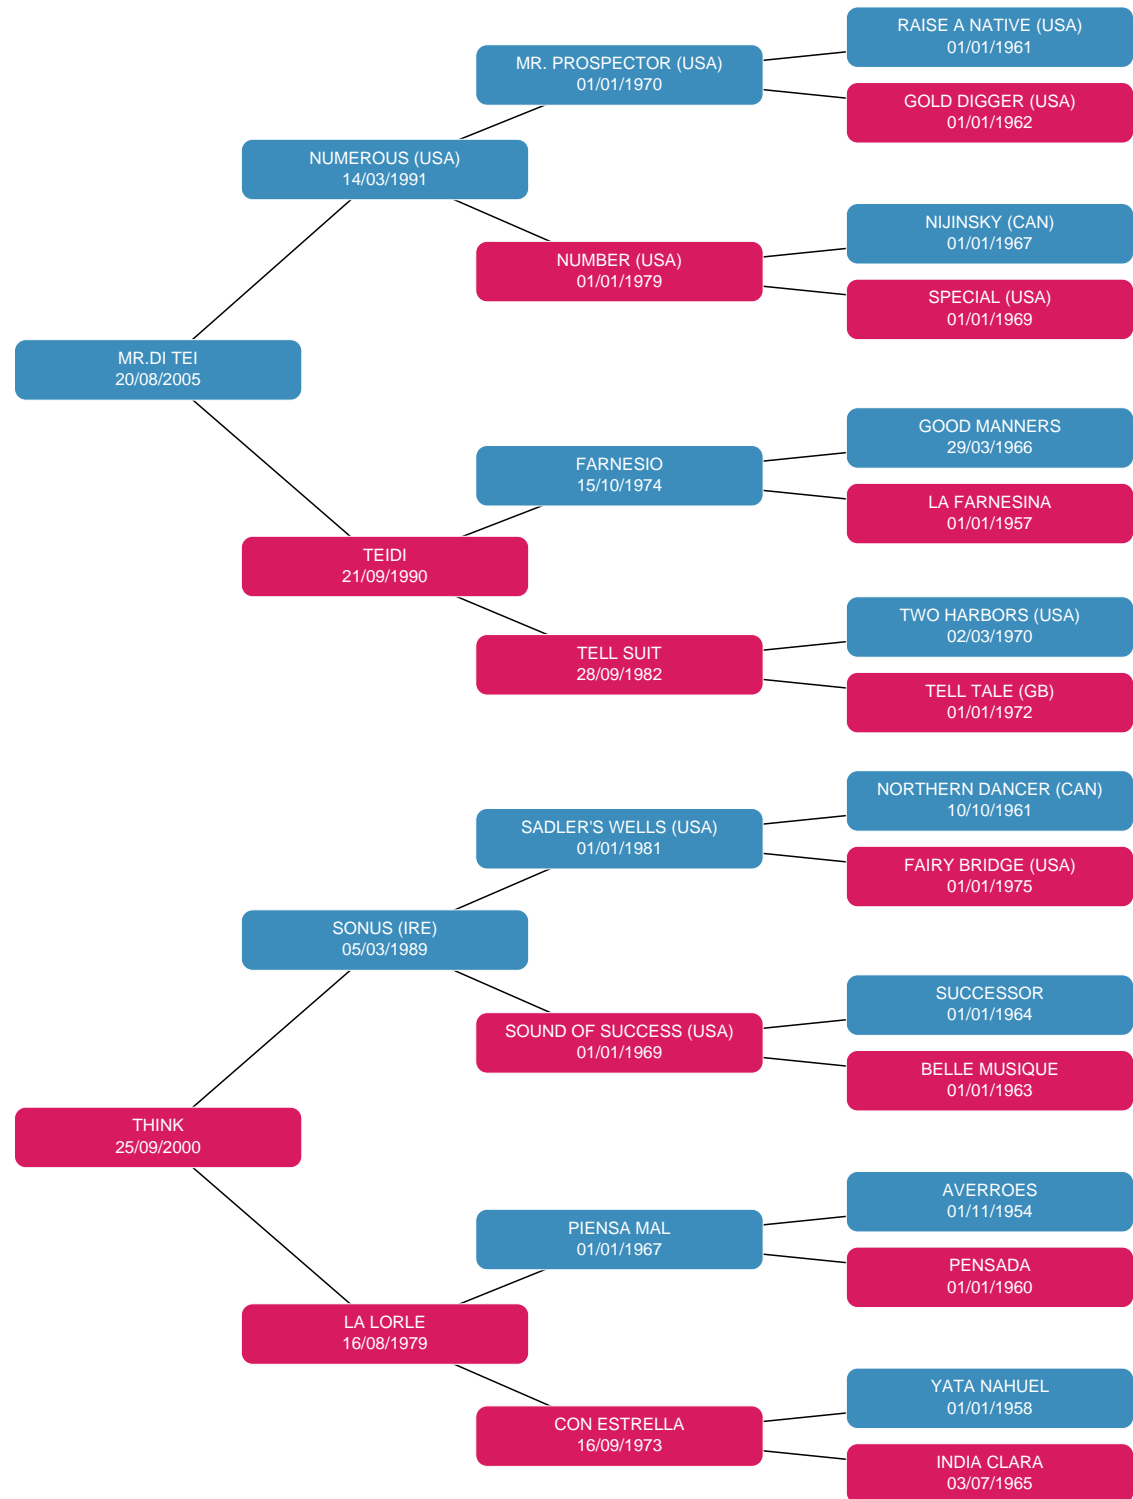 RAISE A NATIVE (USA)
01/01/1961
MR. PROSPECTOR (USA)
01/01/1970
GOLD DIGGER (USA)
01/01/1962
NUMEROUS (USA)
14/03/1991
NIJINSKY (CAN)
01/01/1967
NUMBER (USA)
01/01/1979
SPECIAL (USA)
01/01/1969
MR.DI TEI
20/08/2005
GOOD MANNERS
29/03/1966
FARNESIO
15/10/1974
LA FARNESINA
01/01/1957
TEIDI
21/09/1990
TWO HARBORS (USA)
02/03/1970
TELL SUIT
28/09/1982
TELL TALE (GB)
01/01/1972
NORTHERN DANCER (CAN)
10/10/1961
SADLER'S WELLS (USA)
01/01/1981
FAIRY BRIDGE (USA)
01/01/1975
SONUS (IRE)
05/03/1989
SUCCESSOR
01/01/1964
SOUND OF SUCCESS (USA)
01/01/1969
BELLE MUSIQUE
01/01/1963
THINK
25/09/2000
AVERROES
01/11/1954
PIENSA MAL
01/01/1967
PENSADA
01/01/1960
LA LORLE
16/08/1979
YATA NAHUEL
01/01/1958
CON ESTRELLA
16/09/1973
INDIA CLARA
03/07/1965